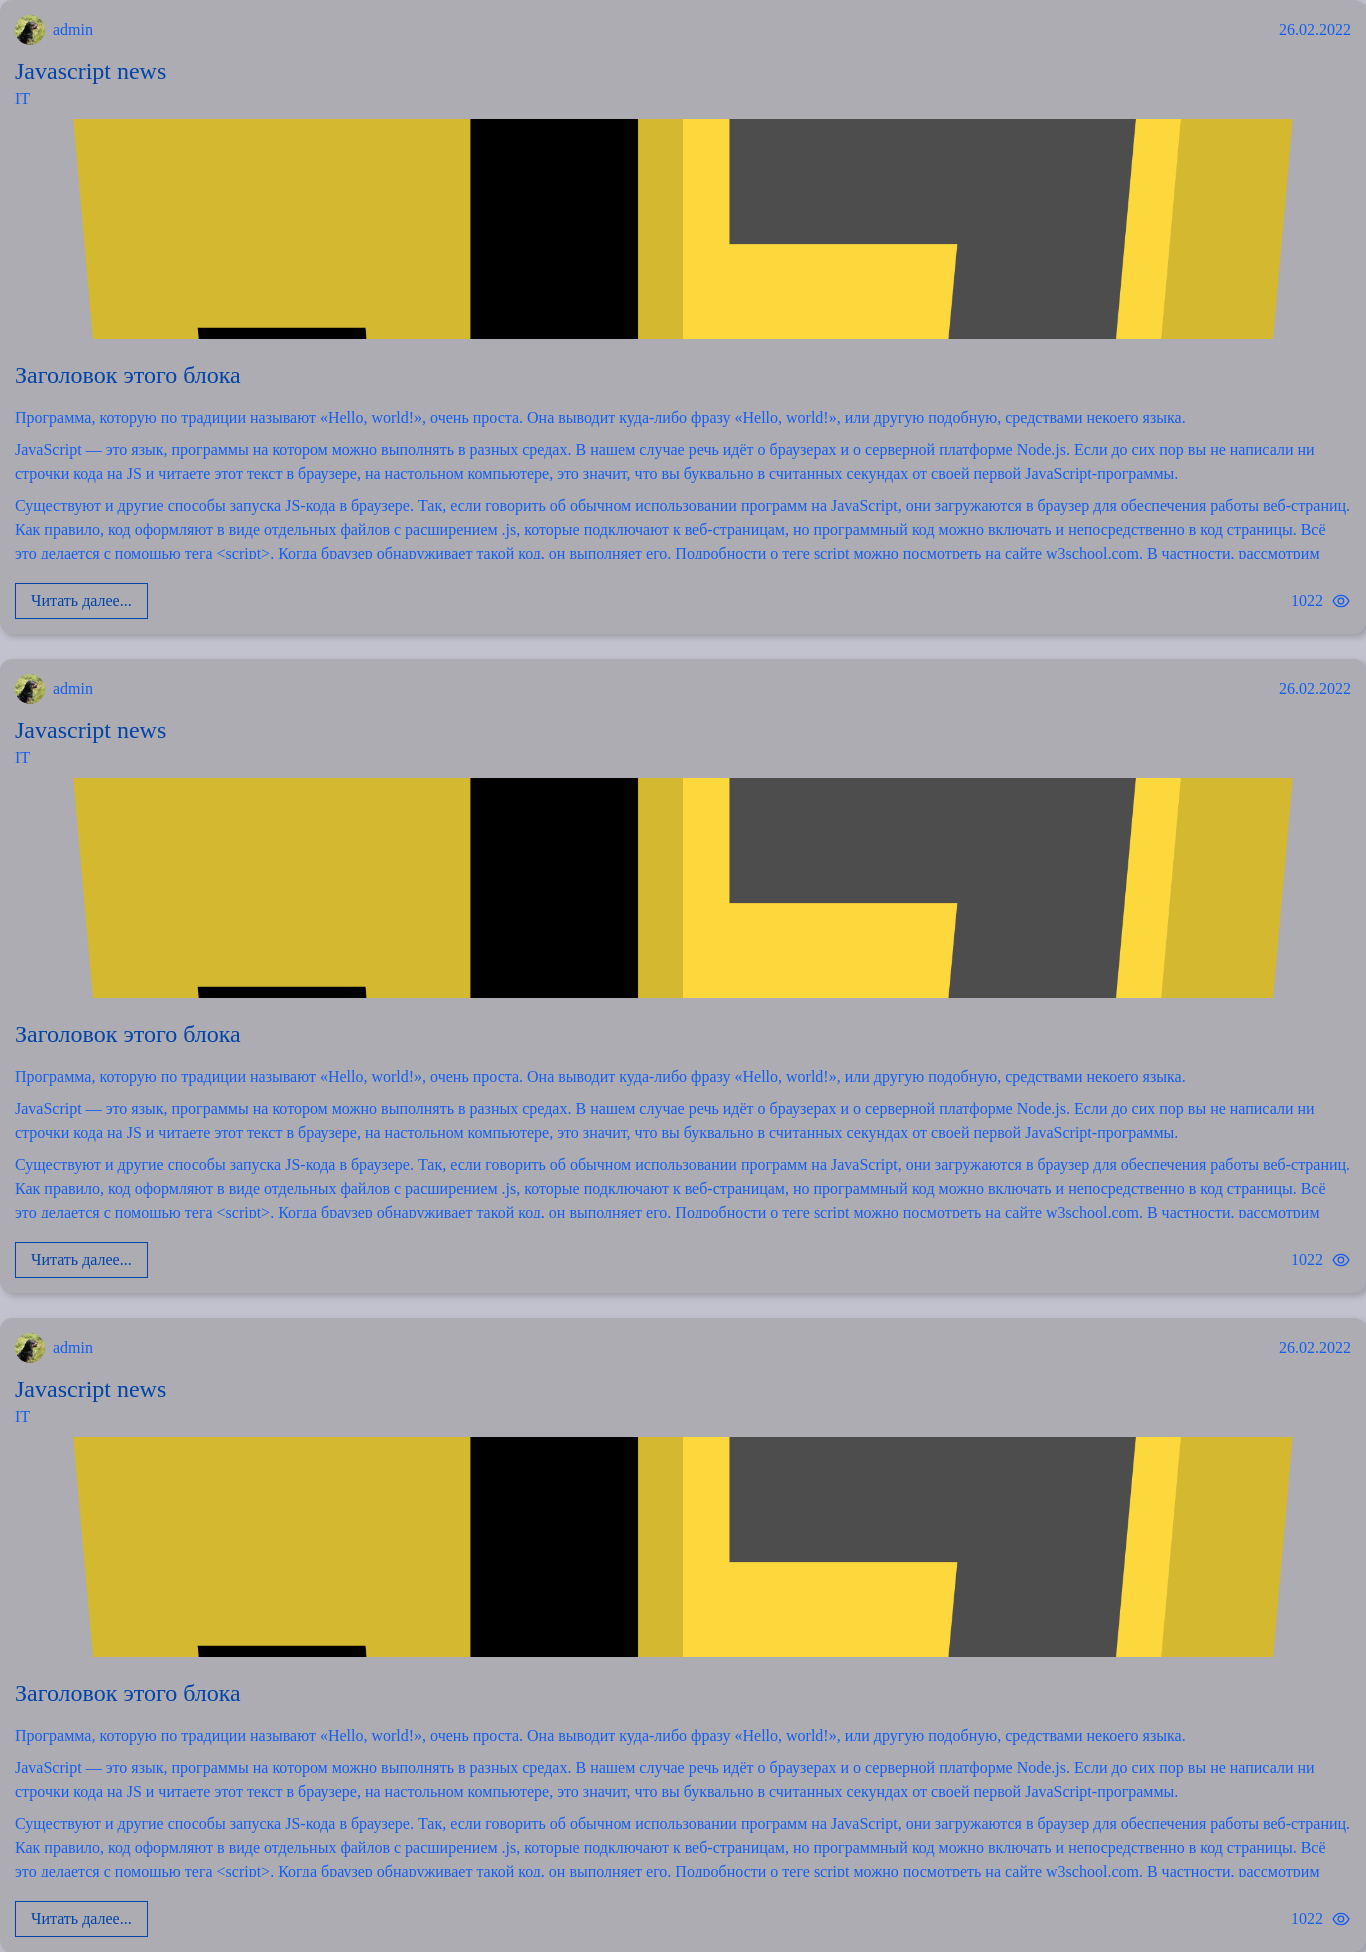 admin
26.02.2022
Javascript news
IT
Заголовок этого блока
Программа, которую по традиции называют «Hello, world!», очень проста. Она выводит куда-либо фразу «Hello, world!», или другую подобную, средствами некоего языка.
JavaScript — это язык, программы на котором можно выполнять в разных средах. В нашем случае речь идёт о браузерах и о серверной платформе Node.js. Если до сих пор вы не написали ни
строчки кода на JS и читаете этот текст в браузере, на настольном компьютере, это значит, что вы буквально в считанных секундах от своей первой JavaScript-программы.
Существуют и другие способы запуска JS-кода в браузере. Так, если говорить об обычном использовании программ на JavaScript, они загружаются в браузер для обеспечения работы веб-страниц.
Как правило, код оформляют в виде отдельных файлов с расширением .js, которые подключают к веб-страницам, но программный код можно включать и непосредственно в код страницы. Всё
это делается с помощью тега <script>. Когда браузер обнаруживает такой код, он выполняет его. Подробности о теге script можно посмотреть на сайте w3school.com. В частности, рассмотрим
Читать далее...
1022
admin
26.02.2022
Javascript news
IT
Заголовок этого блока
Программа, которую по традиции называют «Hello, world!», очень проста. Она выводит куда-либо фразу «Hello, world!», или другую подобную, средствами некоего языка.
JavaScript — это язык, программы на котором можно выполнять в разных средах. В нашем случае речь идёт о браузерах и о серверной платформе Node.js. Если до сих пор вы не написали ни
строчки кода на JS и читаете этот текст в браузере, на настольном компьютере, это значит, что вы буквально в считанных секундах от своей первой JavaScript-программы.
Существуют и другие способы запуска JS-кода в браузере. Так, если говорить об обычном использовании программ на JavaScript, они загружаются в браузер для обеспечения работы веб-страниц.
Как правило, код оформляют в виде отдельных файлов с расширением .js, которые подключают к веб-страницам, но программный код можно включать и непосредственно в код страницы. Всё
это делается с помощью тега <script>. Когда браузер обнаруживает такой код, он выполняет его. Подробности о теге script можно посмотреть на сайте w3school.com. В частности, рассмотрим
Читать далее...
1022
admin
26.02.2022
Javascript news
IT
Заголовок этого блока
Программа, которую по традиции называют «Hello, world!», очень проста. Она выводит куда-либо фразу «Hello, world!», или другую подобную, средствами некоего языка.
JavaScript — это язык, программы на котором можно выполнять в разных средах. В нашем случае речь идёт о браузерах и о серверной платформе Node.js. Если до сих пор вы не написали ни
строчки кода на JS и читаете этот текст в браузере, на настольном компьютере, это значит, что вы буквально в считанных секундах от своей первой JavaScript-программы.
Существуют и другие способы запуска JS-кода в браузере. Так, если говорить об обычном использовании программ на JavaScript, они загружаются в браузер для обеспечения работы веб-страниц.
Как правило, код оформляют в виде отдельных файлов с расширением .js, которые подключают к веб-страницам, но программный код можно включать и непосредственно в код страницы. Всё
это делается с помощью тега <script>. Когда браузер обнаруживает такой код, он выполняет его. Подробности о теге script можно посмотреть на сайте w3school.com. В частности, рассмотрим
Читать далее...
1022